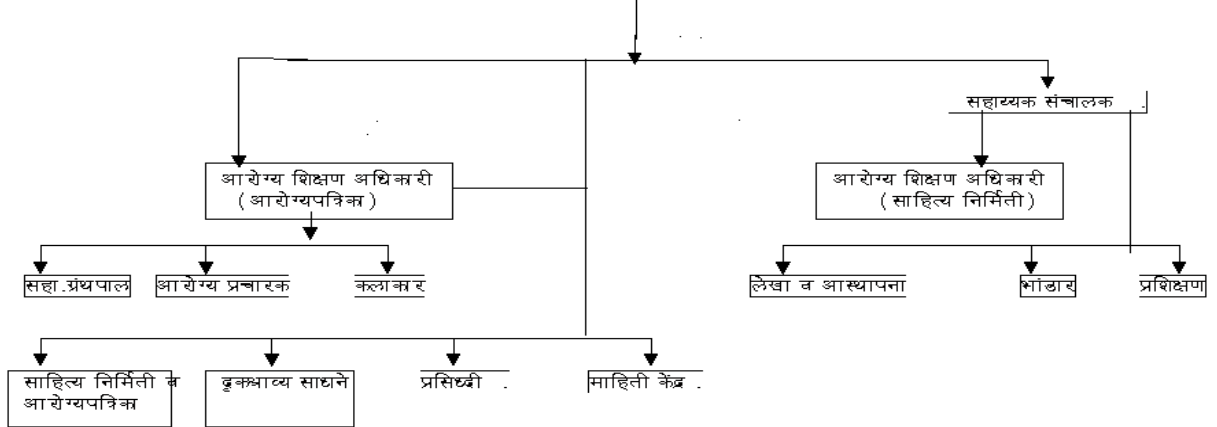 सहाय्यक संचालक
आरोग्य शिक्षण अधिकारी
(आरोग्यपत्रिका)
आरोग्य शिक्षण अधिकारी
(साहित्य निर्मिती)
सहा.ग्रंथपाल
आरोग्य प्रचारक
कलाकार
लेखा व आस्थापना
भांडार
प्रशिक्षण
साहित्य निर्मिती व
आरोग्यपत्रिका
दृकश्राव्य साधने
प्रसिध्दी
माहिती केंद्र